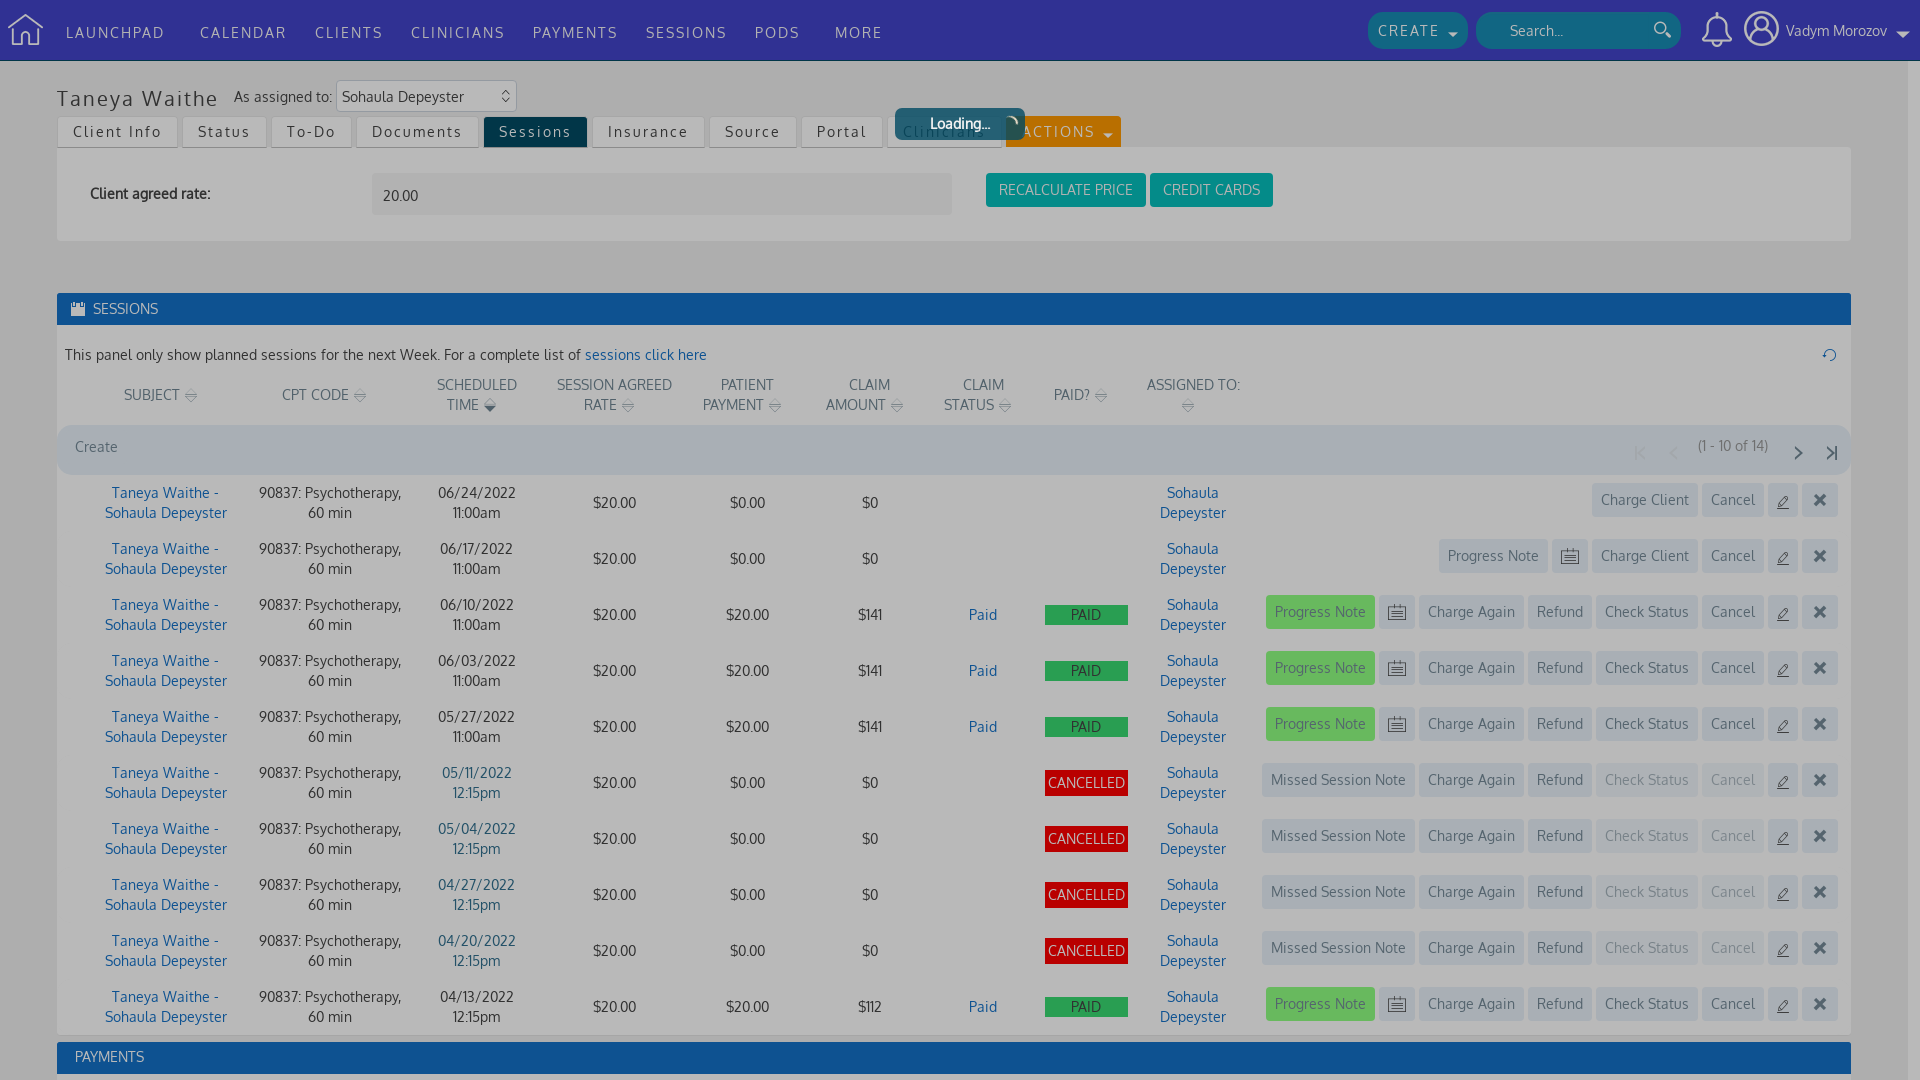 LAUNCHPAD CALENDAR CLIENTS CLINICIANS PAYMENTS SESSIONS PODS MORE CREATE Search... Vadym Morozov
Taneya Waithe As assigned to: Sohaula Depeyster
Client Info Status To-Do Documents Sessions Insurance Source Portal Clinicians ACTIONS
Loading...
Client agreed rate: 20.00 RECALCULATE PRICE CREDIT CARDS
SESSIONS
This panel only show planned sessions for the next Week. For a complete list of sessions click here
SUBJECT CPT CODE SCHEDULED TIME SESSION AGREED RATE PATIENT PAYMENT CLAIM AMOUNT CLAIM STATUS PAID? ASSIGNED TO:
Create (1 - 10 of 14)
Taneya Waithe - 90837: Psychotherapy, 06/24/2022 $20.00 $0.00 $0 Sohaula Charge Client Cancel
Sohaula Depeyster 60 min 11:00am Depeyster
Taneya Waithe - 90837: Psychotherapy, 06/17/2022 $20.00 $0.00 $0 Sohaula Progress Note Charge Client Cancel
Sohaula Depeyster 60 min 11:00am Depeyster
Taneya Waithe - 90837: Psychotherapy, 06/10/2022 $20.00 $20.00 $141 Paid PAID Sohaula Progress Note Charge Again Refund Check Status Cancel
Sohaula Depeyster 60 min 11:00am Depeyster
Taneya Waithe - 90837: Psychotherapy, 06/03/2022 $20.00 $20.00 $141 Paid PAID Sohaula Progress Note Charge Again Refund Check Status Cancel
Sohaula Depeyster 60 min 11:00am Depeyster
Taneya Waithe - 90837: Psychotherapy, 05/27/2022 $20.00 $20.00 $141 Paid PAID Sohaula Progress Note Charge Again Refund Check Status Cancel
Sohaula Depeyster 60 min 11:00am Depeyster
Taneya Waithe - 90837: Psychotherapy, 05/11/2022 $20.00 $0.00 $0 CANCELLED Sohaula Missed Session Note Charge Again Refund Check Status Cancel
Sohaula Depeyster 60 min 12:15pm Depeyster
Taneya Waithe - 90837: Psychotherapy, 05/04/2022 $20.00 $0.00 $0 CANCELLED Sohaula Missed Session Note Charge Again Refund Check Status Cancel
Sohaula Depeyster 60 min 12:15pm Depeyster
Taneya Waithe - 90837: Psychotherapy, 04/27/2022 $20.00 $0.00 $0 CANCELLED Sohaula Missed Session Note Charge Again Refund Check Status Cancel
Sohaula Depeyster 60 min 12:15pm Depeyster
Taneya Waithe - 90837: Psychotherapy, 04/20/2022 $20.00 $0.00 $0 CANCELLED Sohaula Missed Session Note Charge Again Refund Check Status Cancel
Sohaula Depeyster 60 min 12:15pm Depeyster
Taneya Waithe - 90837: Psychotherapy, 04/13/2022 $20.00 $20.00 $112 Paid PAID Sohaula Progress Note Charge Again Refund Check Status Cancel
Sohaula Depeyster 60 min 12:15pm Depeyster
PAYMENTS